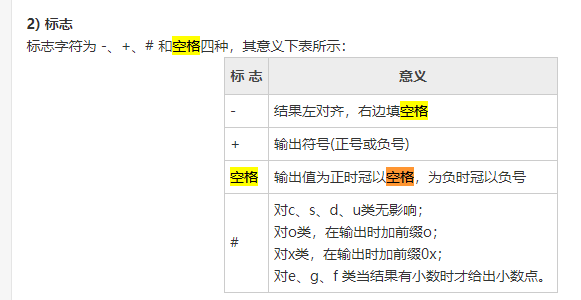 2) 标志
标志字符为 -、+、# 和空格四种，其意义下表所示：
标 志 意义
- 结果左对齐，右边填空格
+ 输出符号(正号或负号)
空格 输出值为正时冠以空格，为负时冠以负号
# 对c、s、d、u类无影响；
对o类，在输出时加前缀o；
对x类，在输出时加前缀0x；
对e、g、f 类当结果有小数时才给出小数点。